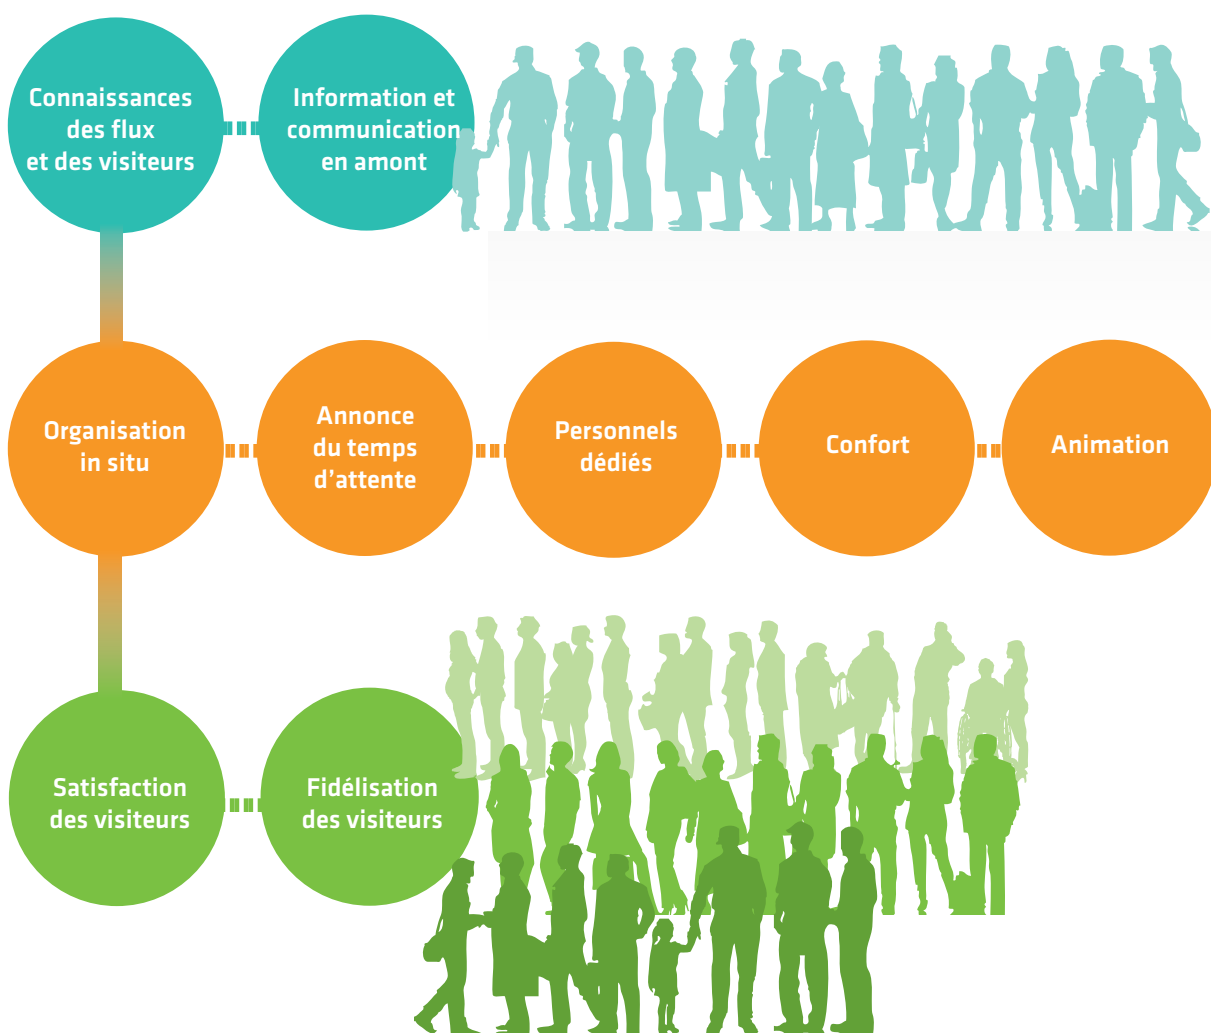 Connaissances
des flux
et des visiteurs
Information et
communication
en amont
Organisation
in situ
Annonce
du temps
d’attente
Personnels
dédiés
Confort
Animation
Satisfaction
des visiteurs
Fidélisation
des visiteurs